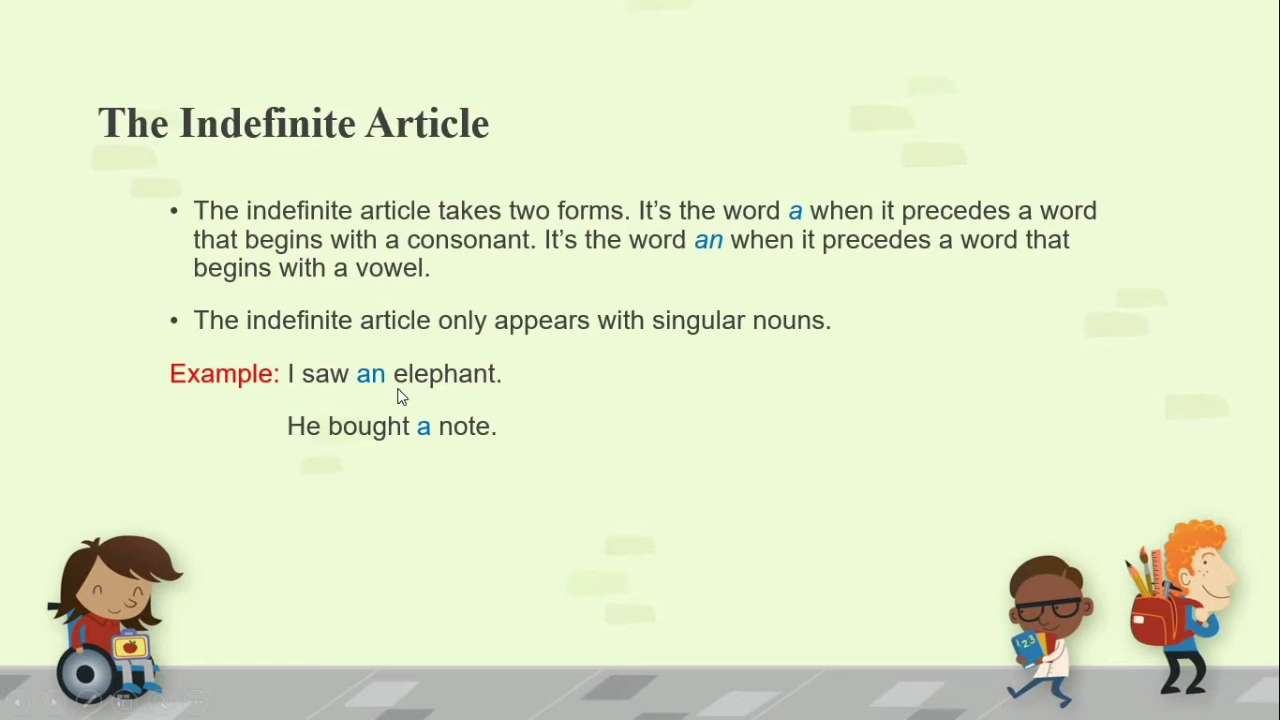 The Indefinite Article
• The indefinite article takes two forms. It’s the word a when it precedes a word
that begins with a consonant. It’s the word an when it precedes a word that
begins with a vowel.
• The indefinite article only appears with singular nouns.
Example: I saw an elephant.
He bought a note.
123